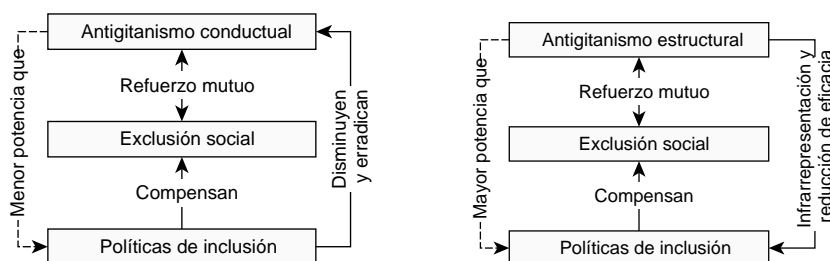 Antigitanismo conductual
Menor potencia que
Refuerzo mutuo
Disminuyen
y erradican
Exclusión social
Compensan
Políticas de inclusión
Antigitanismo estructural
Mayor potencia que
Refuerzo mutuo
Infrarrepresentación y
reducción de eficacia
Exclusión social
Compensan
Políticas de inclusión